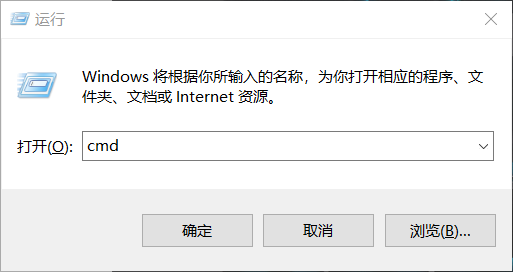 运行
Windows 将根据你所输入的名称，为你打开相应的程序、文
件夹、文档或 Internet 资源。
打开(O): cmd
确定 取消 浏览(B)...